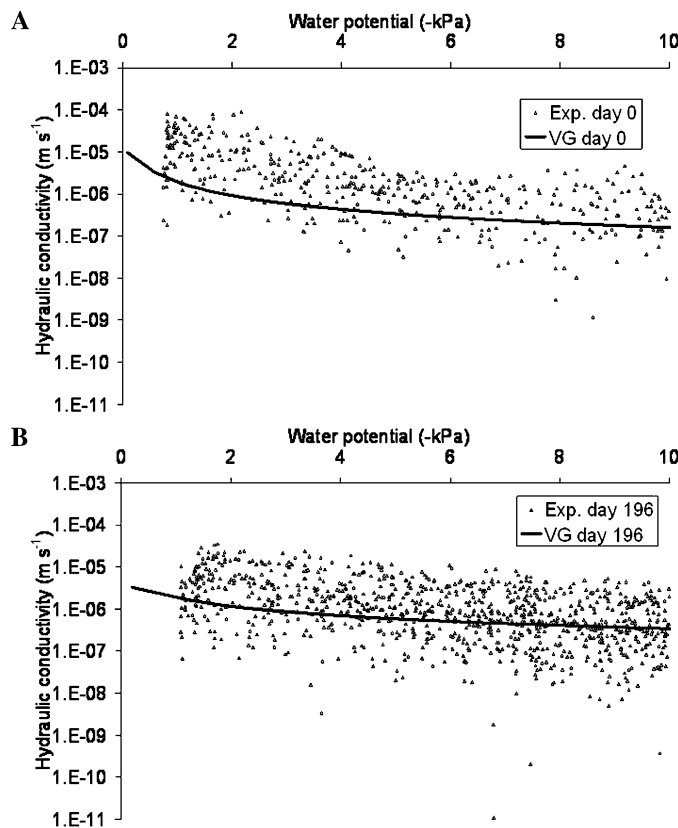 A
Water potential (-kPa)
0 2 4 6 8 10
1.E-03
1.E-04
1.E-05
1.E-06
1.E-07
1.E-08
1.E-09
1.E-10
1.E-11
Hydraulic conductivity (m s-1)
Exp. day 0
VG day 0
B
Water potential (-kPa)
0 2 4 6 8 10
1.E-03
1.E-04
1.E-05
1.E-06
1.E-07
1.E-08
1.E-09
1.E-10
1.E-11
Hydraulic conductivity (m s-1)
Exp. day 196
VG day 196